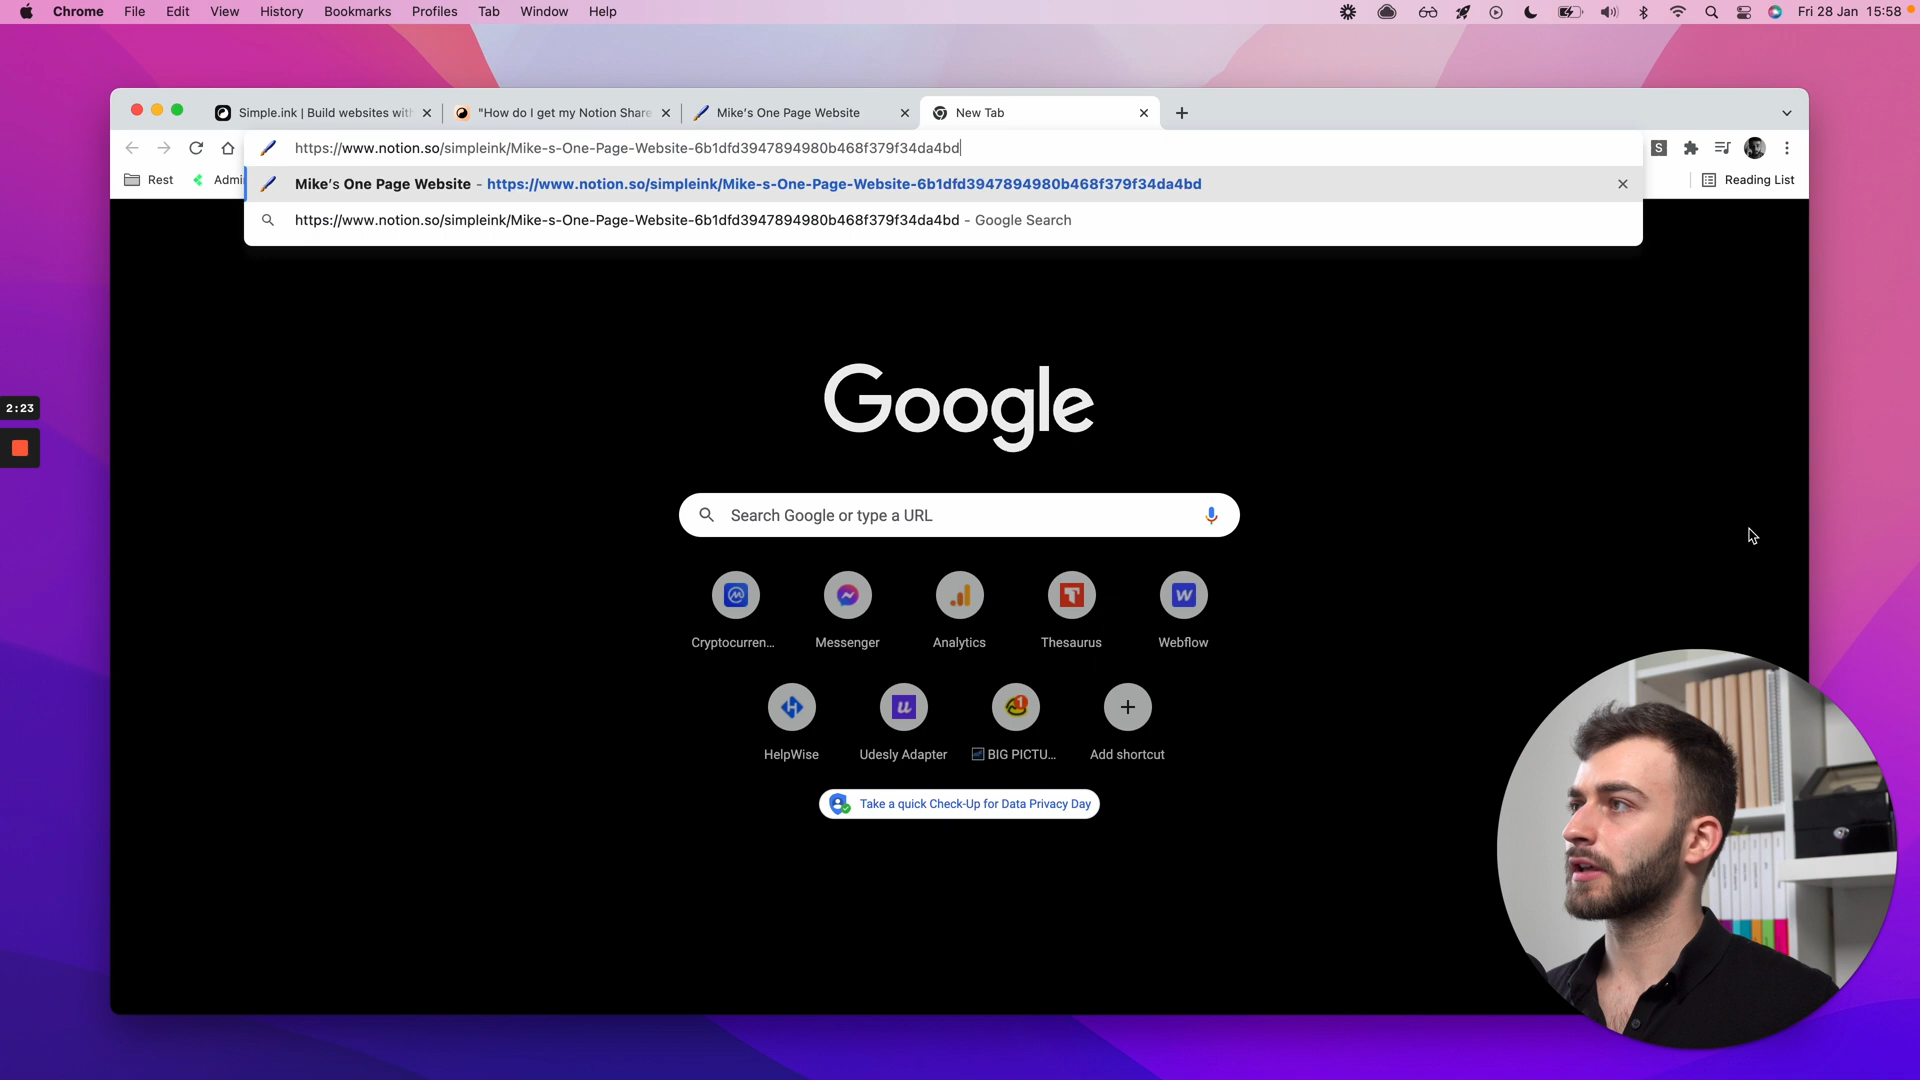 Chrome File Edit View History Bookmarks Profiles Tab Window Help Fri 28 Jan 15:58
Simple.ink | Build websites with "How do I get my Notion Share Mike's One Page Website New Tab
https://www.notion.so/simpleink/Mike-s-One-Page-Website-6b1dfd3947894980b468f379f34da4bd S
Rest Admi Mike's One Page Website - https://www.notion.so/simpleink/Mike-s-One-Page-Website-6b1dfd3947894980b468f379f34da4bd Reading List
https://www.notion.so/simpleink/Mike-s-One-Page-Website-6b1dfd3947894980b468f379f34da4bd - Google Search
Google
2:23
Search Google or type a URL
Cryptocurren... Messenger Analytics Thesaurus Webflow
1
HelpWise Udesly Adapter BIG PICTU... Add shortcut
Take a quick Check-Up for Data Privacy Day